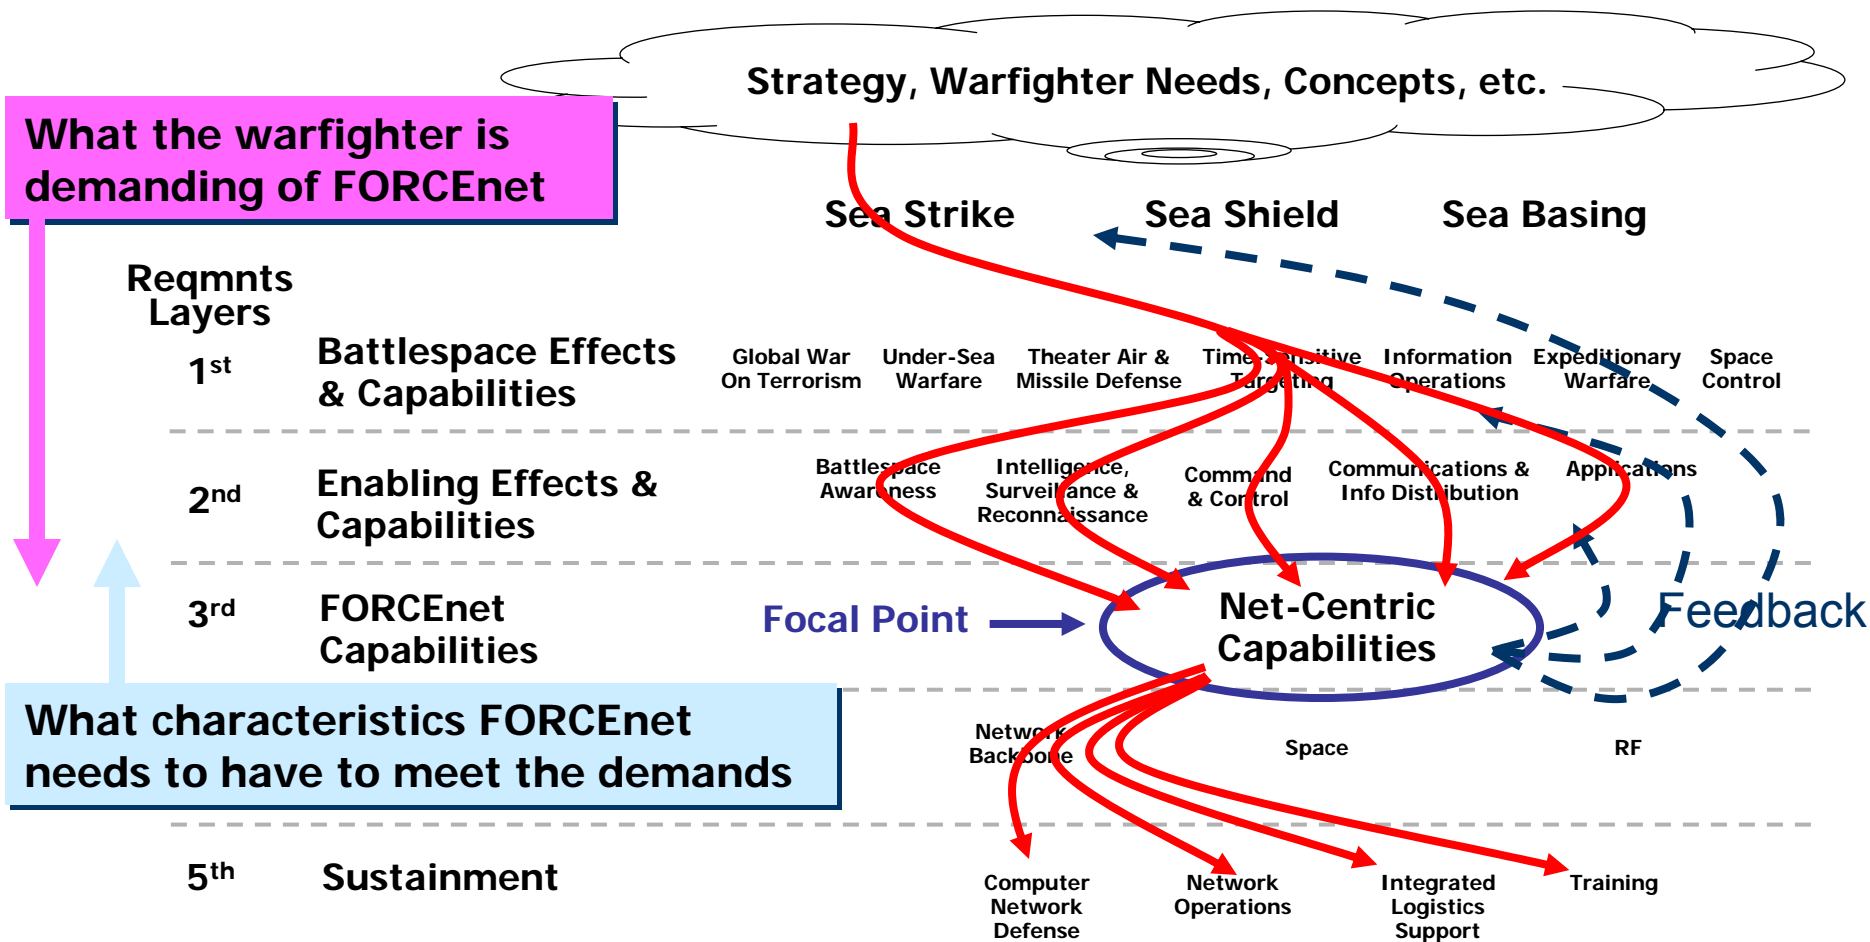 Strategy, Warfighter Needs, Concepts, etc.
What the warfighter is
demanding of FORCEnet
Sea Strike Sea Shield Sea Basing
Reqmnts
Layers
1st
Battlespace Effects
& Capabilities
Global War
On Terrorism
Under-Sea
Warfare
Theater Air &
Missile Defense
Time-Sensitive
Targeting
Information
Operations
Expeditionary
Warfare
Space
Control
2nd
Enabling Effects &
Capabilities
Battlespace
Awareness
Intelligence,
Surveillance &
Reconnaissance
Command
& Control
Communications &
Info Distribution
Applications
3rd
FORCEnet
Capabilities
Focal Point
Net-Centric
Capabilities
Feedback
What characteristics FORCEnet
needs to have to meet the demands
Network
Backbone
Space
RF
5th
Sustainment
Computer
Network
Defense
Network
Operations
Integrated
Logistics
Support
Training